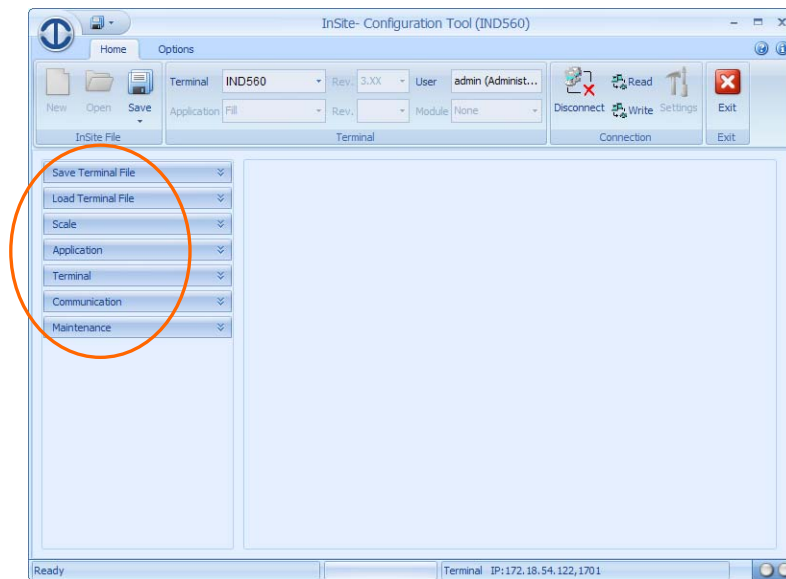 InSite- Configuration Tool (IND560)
Home Options
Terminal IND560 Rev. 3.XX User admin (Administ...
New Open Save Application Fill Rev. Module None Disconnect Read Write Settings Exit
InSite File Terminal Connection Exit
Save Terminal File
Load Terminal File
Scale
Application
Terminal
Communication
Maintenance
Ready Terminal IP:172.18.54.122,1701